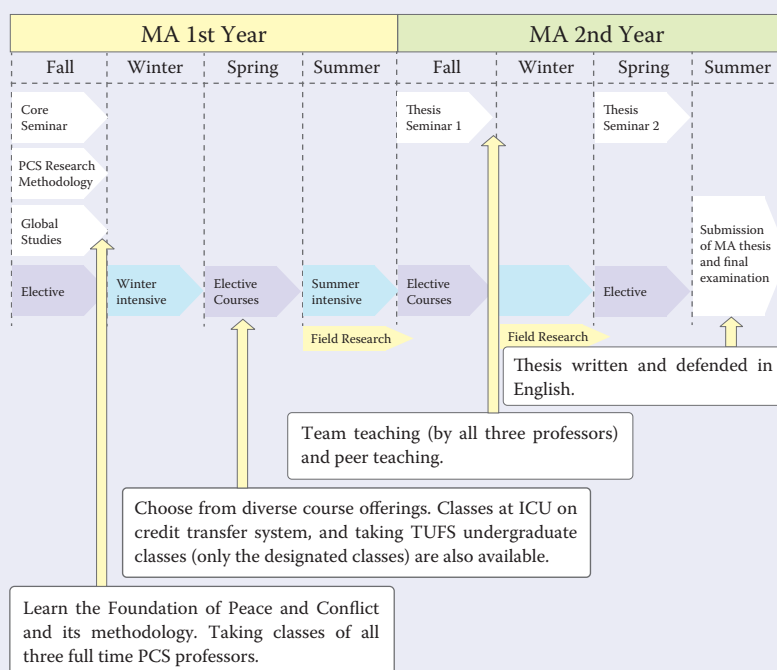 MA 1st Year
MA 2nd Year
Fall
Winter
Spring
Summer
Fall
Winter
Spring
Summer
Core
Seminar
Thesis
Seminar 1
Thesis
Seminar 2
PCS Research
Methodology
Global
Studies
Submission
of MA thesis
and final
examination
Elective
Winter
intensive
Elective
Courses
Summer
intensive
Elective
Courses
Elective
Field Research
Field Research
Thesis written and defended in
English.
Team teaching (by all three professors)
and peer teaching.
Choose from diverse course offerings. Classes at ICU on
credit transfer system, and taking TUFS undergraduate
classes (only the designated classes) are also available.
Learn the Foundation of Peace and Conflict
and its methodology. Taking classes of all
three full time PCS professors.